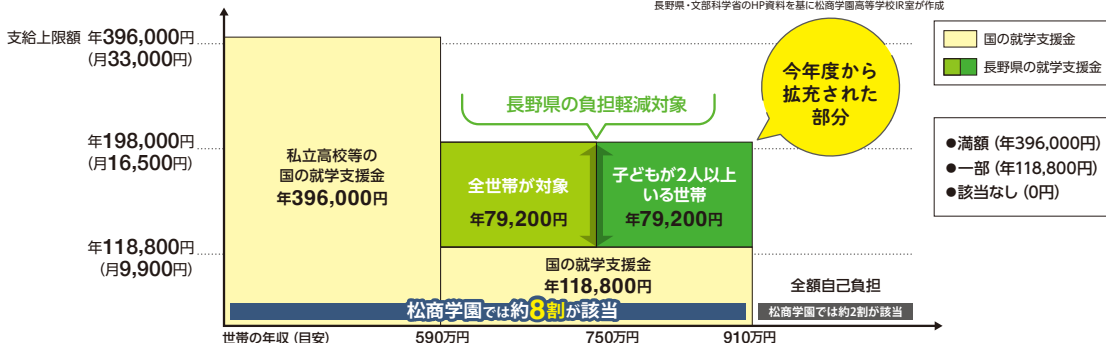 長野県・文部科学省のHP資料を基に松商学園高等学校IR室が作成
支給上限額 年396,000円
(月33,000円)
年198,000円
(月16,500円)
年118,800円
(月9,900円)
私立高校等の
国の就学支援金
年396,000円
長野県の負担軽減対象
全世帯が対象
年79,200円
子どもが2人以上
いる世帯
年79,200円
国の就学支援金
年118,800円
今年度から
拡充された
部分
国の就学支援金
長野県の就学支援金
●満額 (年396,000円)
●一部 (年118,800円)
●該当なし (0円)
全額自己負担
松商学園では約8割が該当
松商学園では約2割が該当
世帯の年収 (目安)
590万円
750万円
910万円